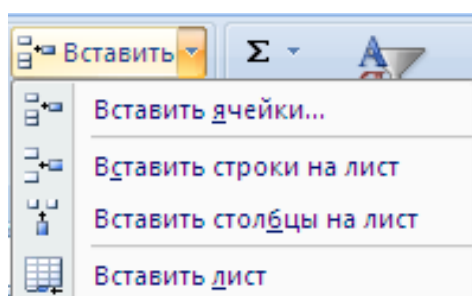 Вставить Σ А
Вставить ячейки...
Вставить строки на лист
Вставить столбцы на лист
Вставить лист